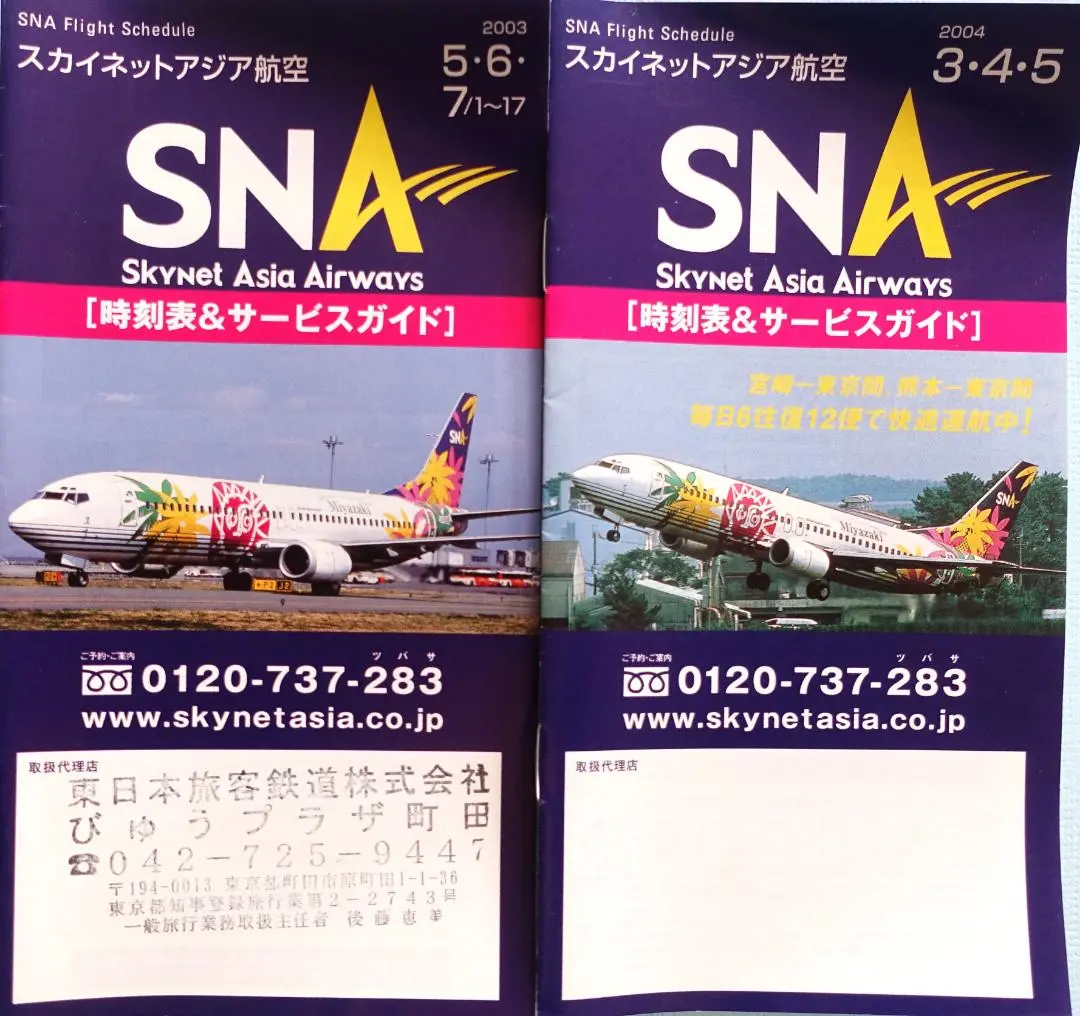 SNA Flight Schedule
スカイネットアジア航空
2003
5・6・
7/1〜17
SNA
Skynet Asia Airways
[時刻表&サービスガイド]
SNA
Miyazaki
ご予約・ご案内
ツバサ
0120-737-283
www.skynetasia.co.jp
取扱代理店
東日本旅客鉄道株式会社
びゅうプラザ町田
☎042-725-9447
〒194-0013 東京都町田市原町田1-1-36
東京都知事登録旅行業第2-2743号
一般旅行業務取扱主任者 後藤恵美
SNA Flight Schedule
スカイネットアジア航空
2004
3・4・5
SNA
Skynet Asia Airways
[時刻表&サービスガイド]
宮崎ー東京間、熊本ー東京間
毎日6往復12便で快適運航中!
SNA
Miyazaki
ご予約・ご案内
ツバサ
0120-737-283
www.skynetasia.co.jp
取扱代理店